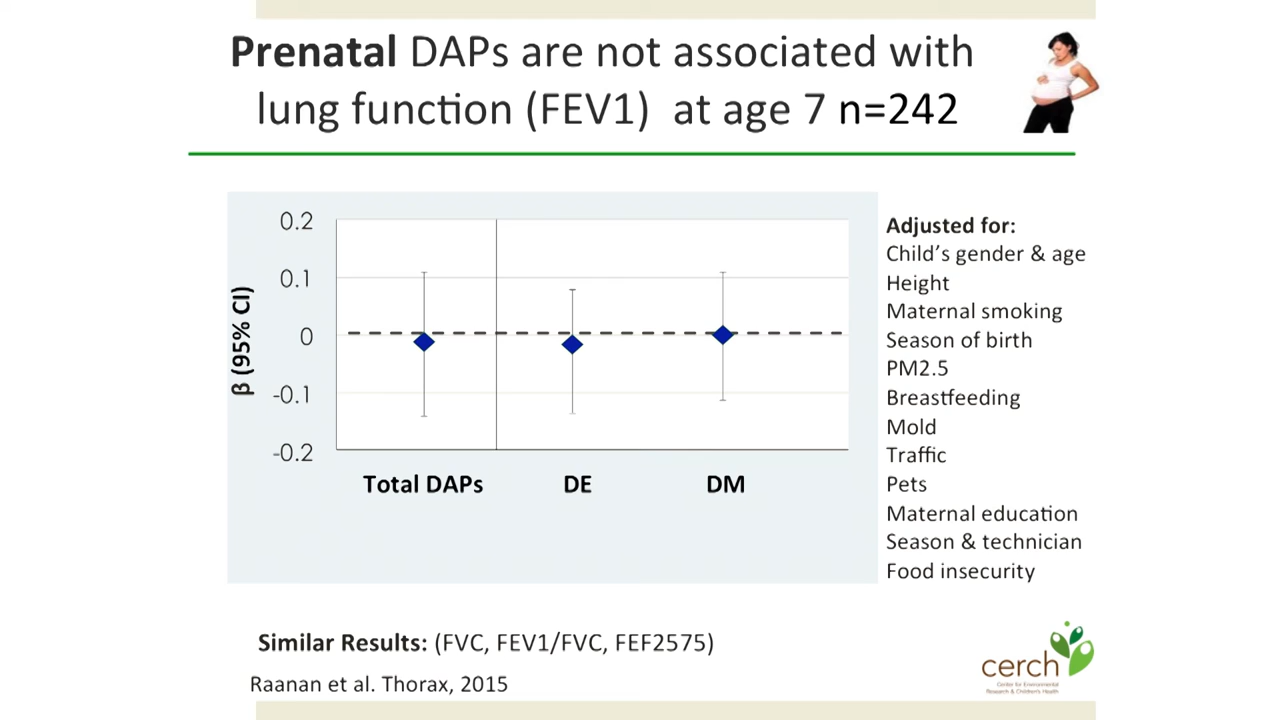 Prenatal DAPs are not associated with
lung function (FEV1) at age 7 n=242
0.2
0.1
0
-0.1
-0.2
β (95% CI)
Total DAPs
DE
DM
Adjusted for:
Child's gender & age
Height
Maternal smoking
Season of birth
PM2.5
Breastfeeding
Mold
Traffic
Pets
Maternal education
Season & technician
Food insecurity
Similar Results: (FVC, FEV1/FVC, FEF2575)
Raanan et al. Thorax, 2015
cerch
Center for Environmental
Research & Children's Health